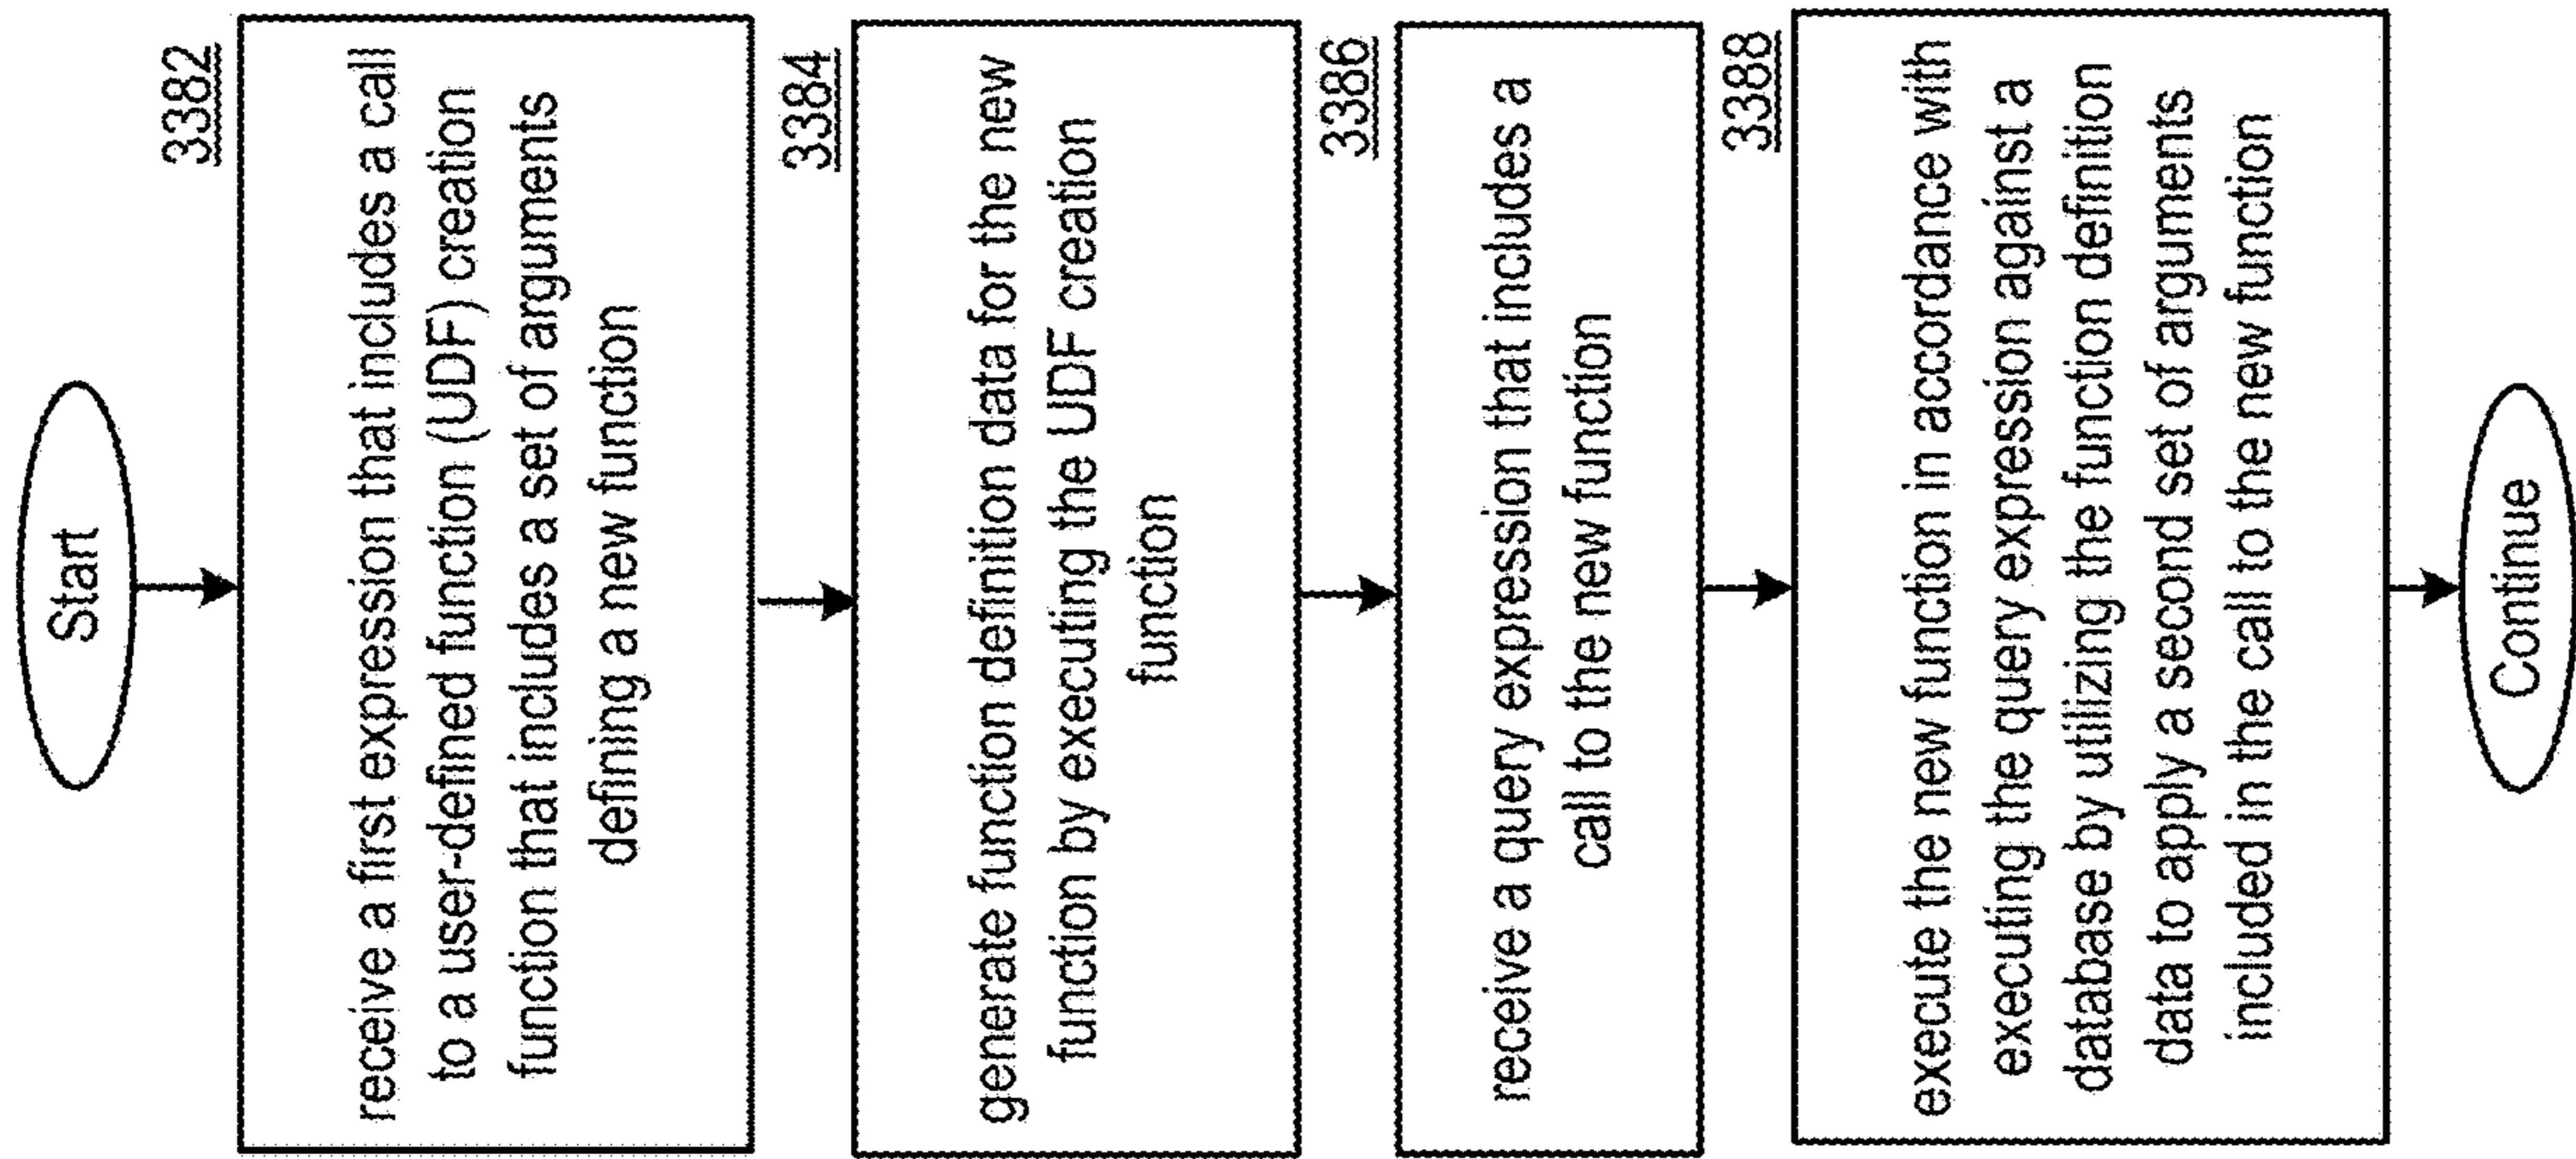 Start
3382
receive a first expression that includes a call
to a user-defined function (UDF) creation
function that includes a set of arguments
defining a new function
3384
generate function definition data for the new
function by executing the UDF creation
function
3386
receive a query expression that includes a
call to the new function
3388
execute the new function in accordance with
executing the query expression against a
database by utilizing the function definition
data to apply a second set of arguments
included in the call to the new function
Continue